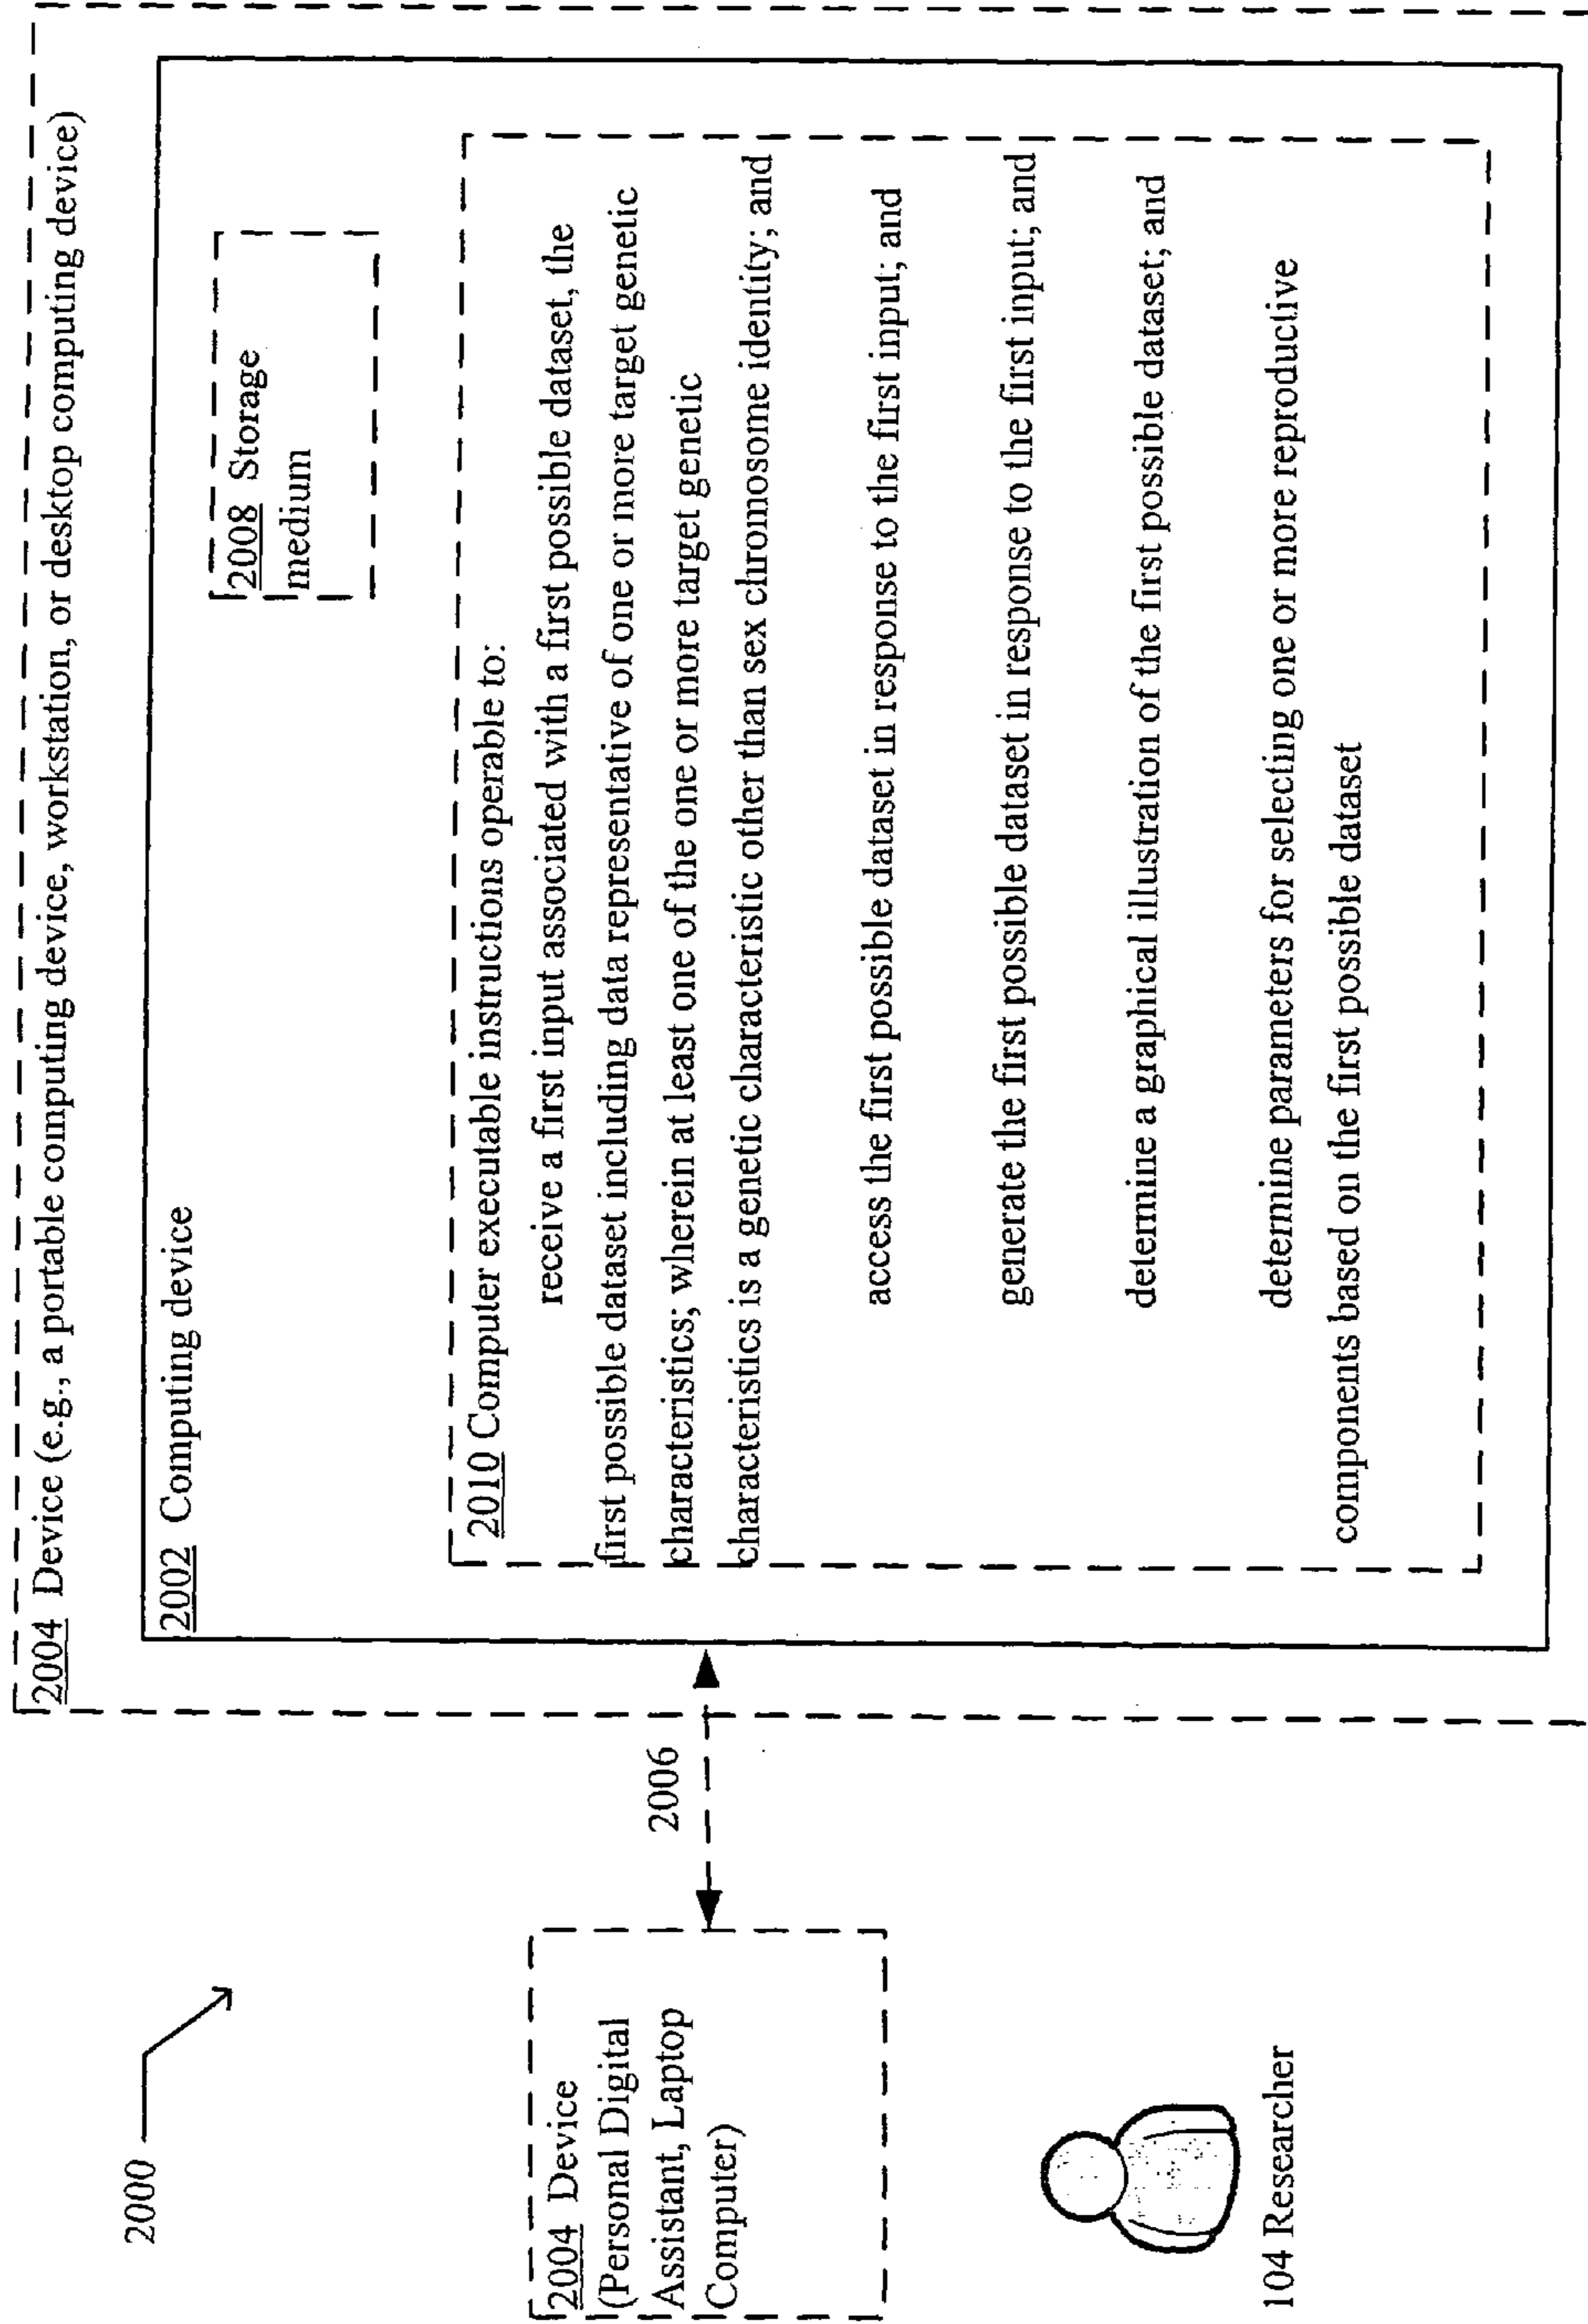 2000
2004 Device (e.g., a portable computing device, workstation, or desktop computing device)
2002 Computing device
2008 Storage
medium
2010 Computer executable instructions operable to:
receive a first input associated with a first possible dataset, the
first possible dataset including data representative of one or more target genetic
characteristics; wherein at least one of the one or more target genetic
characteristics is a genetic characteristic other than sex chromosome identity; and
access the first possible dataset in response to the first input; and
generate the first possible dataset in response to the first input; and
determine a graphical illustration of the first possible dataset; and
determine parameters for selecting one or more reproductive
components based on the first possible dataset
2006
2004 Device
(Personal Digital
Assistant, Laptop
Computer)
104 Researcher